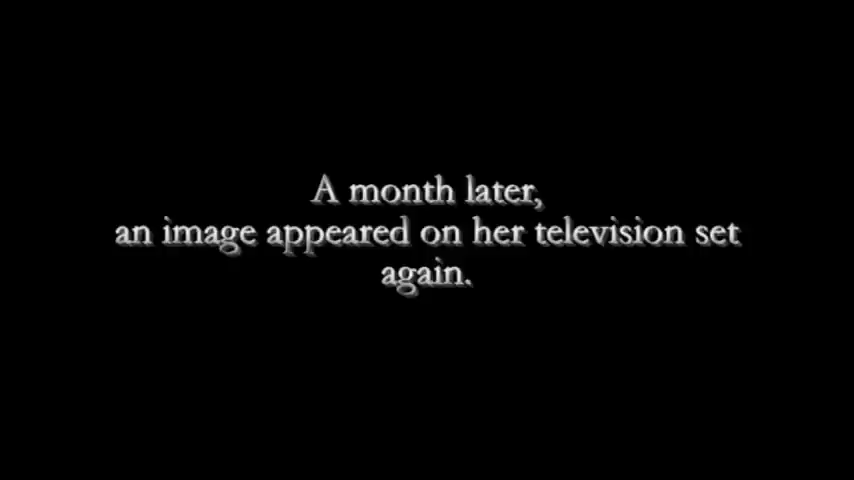 A month later,
an image appeared on her television set
again.